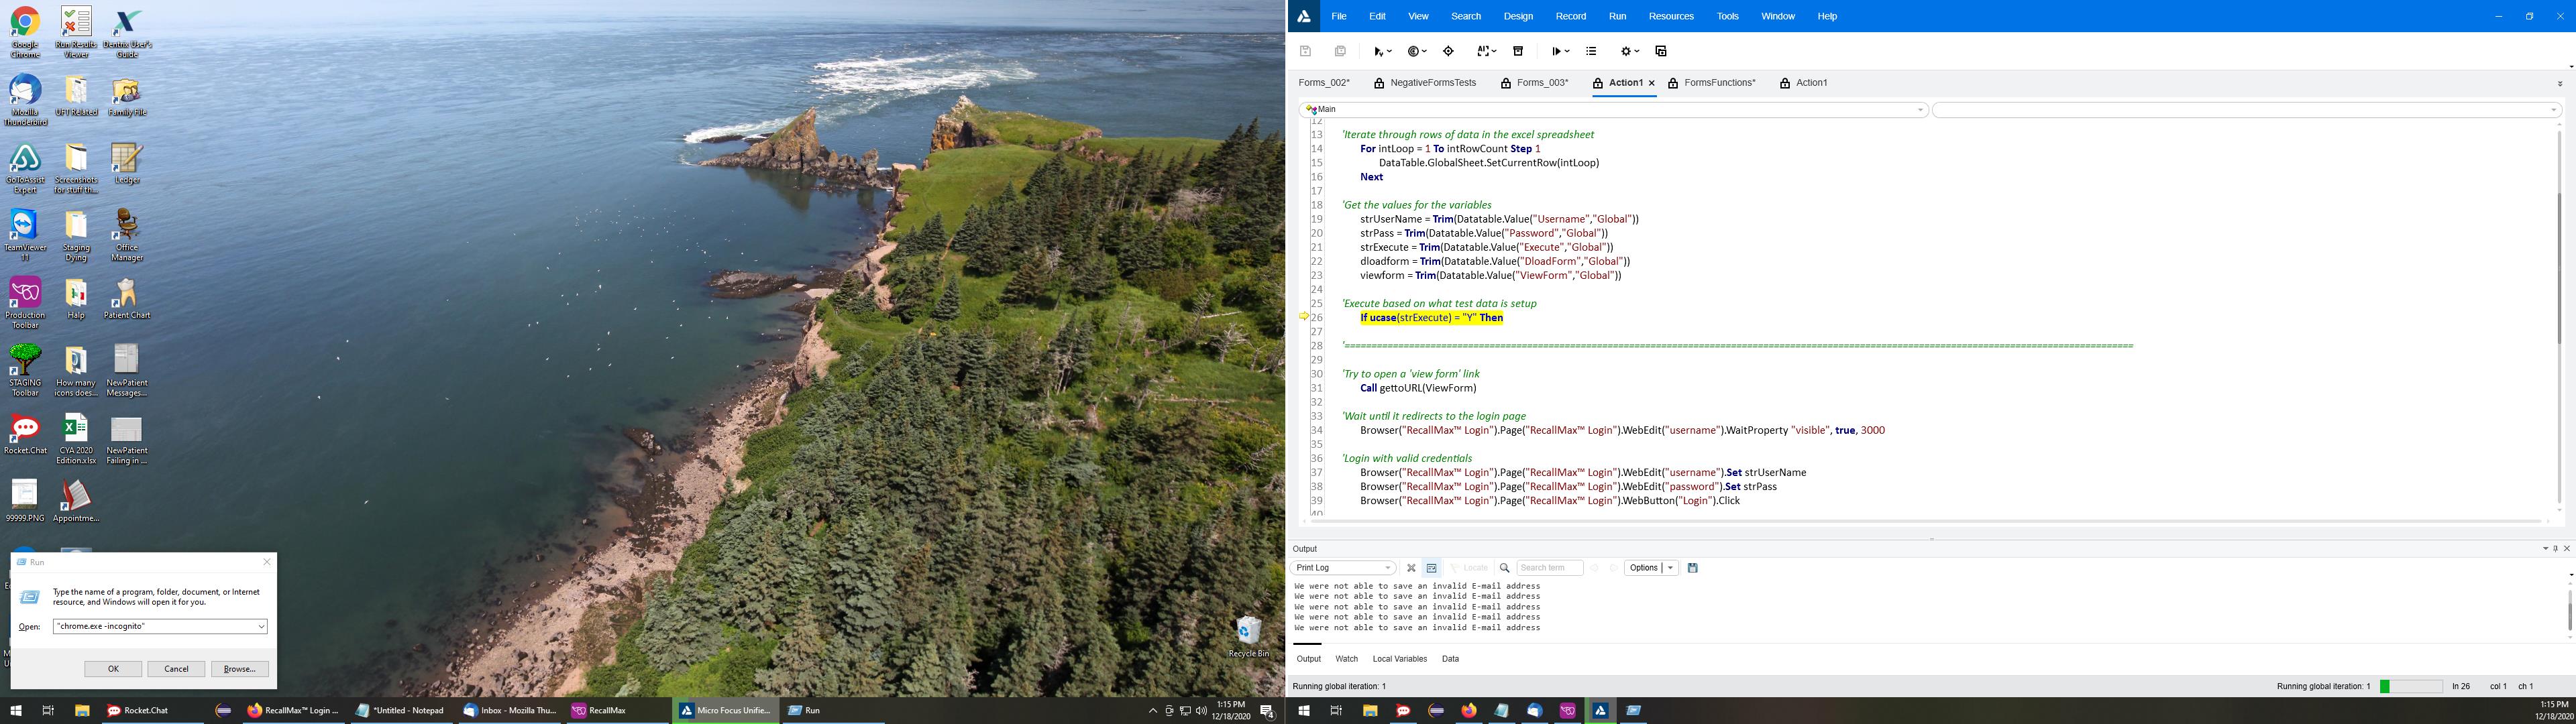 Google Chrome
Run Results Viewer
Dentrix User's Guide
Mozilla Thunderbird
UFT Related
Family File
GoToAssist Expert
Screenshots for stuff th...
Ledger
TeamViewer 11
Staging Dying
Office Manager
Production Toolbar
Halp
Patient Chart
STAGING Toolbar
How many icons does...
NewPatient Messages...
Rocket.Chat
CYA 2020 Edition.xlsx
NewPatient Failing in ...
99999.PNG
Appointme...
Recycle Bin
Run
Type the name of a program, folder, document, or Internet
resource, and Windows will open it for you.
Open: "chrome.exe -incognito"
OK Cancel Browse...
Rocket.Chat RecallMax™ Login ... *Untitled - Notepad Inbox - Mozilla Thu... RecallMax Micro Focus Unifie... Run
1:15 PM
12/18/2020
4
File Edit View Search Design Record Run Resources Tools Window Help
Forms_002* NegativeFormsTests Forms_003* Action1 FormsFunctions* Action1
Main
12
13 'Iterate through rows of data in the excel spreadsheet
14 For intLoop = 1 To intRowCount Step 1
15 DataTable.GlobalSheet.SetCurrentRow(intLoop)
16 Next
17
18 'Get the values for the variables
19 strUserName = Trim(Datatable.Value("Username","Global"))
20 strPass = Trim(Datatable.Value("Password","Global"))
21 strExecute = Trim(Datatable.Value("Execute","Global"))
22 dloadform = Trim(Datatable.Value("DloadForm","Global"))
23 viewform = Trim(Datatable.Value("ViewForm","Global"))
24
25 'Execute based on what test data is setup
26 If ucase(strExecute) = "Y" Then
27
28 '==========================================================
29
30 'Try to open a 'view form' link
31 Call gettoURL(ViewForm)
32
33 'Wait until it redirects to the login page
34 Browser("RecallMax™ Login").Page("RecallMax™ Login").WebEdit("username").WaitProperty "visible", true, 3000
35
36 'Login with valid credentials
37 Browser("RecallMax™ Login").Page("RecallMax™ Login").WebEdit("username").Set strUserName
38 Browser("RecallMax™ Login").Page("RecallMax™ Login").WebEdit("password").Set strPass
39 Browser("RecallMax™ Login").Page("RecallMax™ Login").WebButton("Login").Click
40
Output
Print Log Locate Search term Options
We were not able to save an invalid E-mail address
We were not able to save an invalid E-mail address
We were not able to save an invalid E-mail address
We were not able to save an invalid E-mail address
We were not able to save an invalid E-mail address
Output Watch Local Variables Data
Running global iteration: 1 Running global iteration: 1 ln 26 col 1 ch 1
1:15 PM
12/18/2020